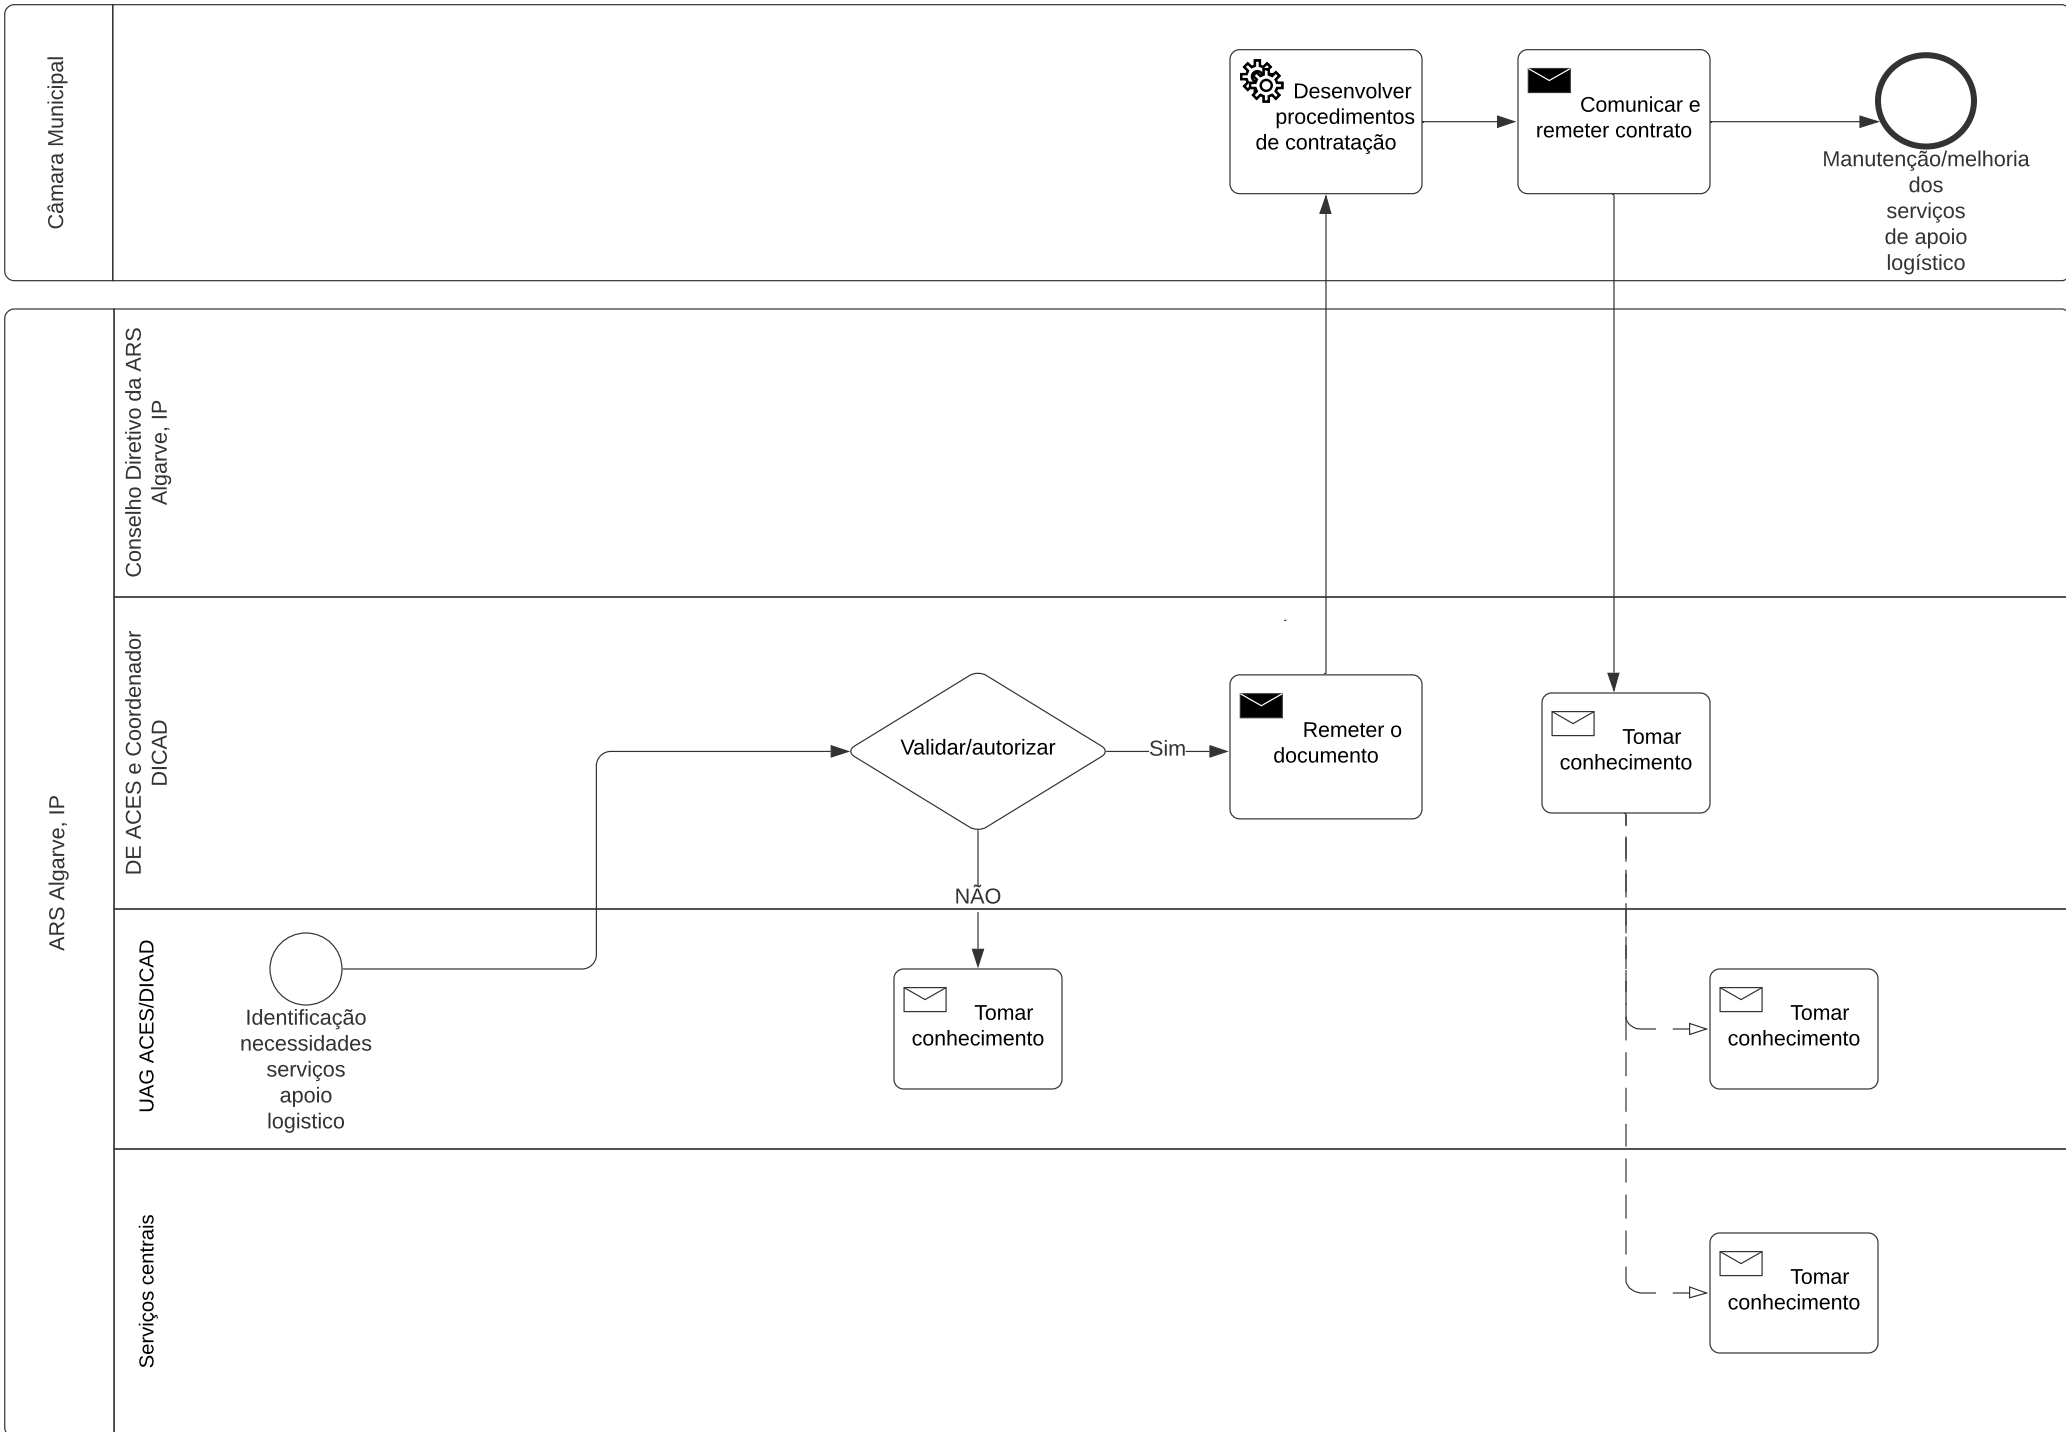 Câmara Municipal
Desenvolver
procedimentos
de contratação
Comunicar e
remeter contrato
Manutenção/melhoria
dos
serviços
de apoio
logístico
ARS Algarve, IP
Conselho Diretivo da ARS
Algarve, IP
DE ACES e Coordenador
DICAD
Validar/autorizar
Sim
Remeter o
documento
Tomar
conhecimento
NÃO
UAG ACES/DICAD
Identificação
necessidades
serviços
apoio
logistico
Tomar
conhecimento
Tomar
conhecimento
Serviços centrais
Tomar
conhecimento